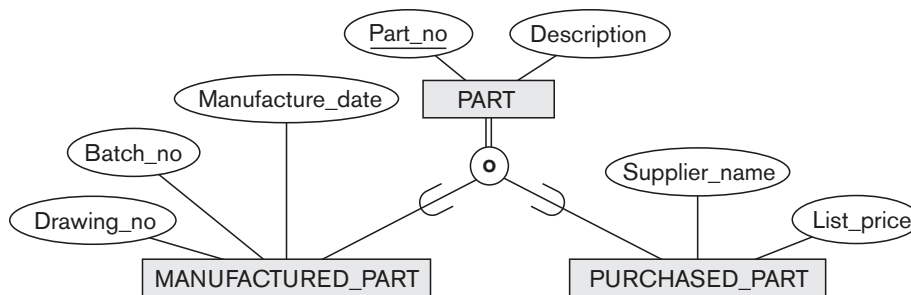 Part_no
Description
Manufacture_date
PART
Batch_no
o
Supplier_name
Drawing_no
List_price
MANUFACTURED_PART
PURCHASED_PART